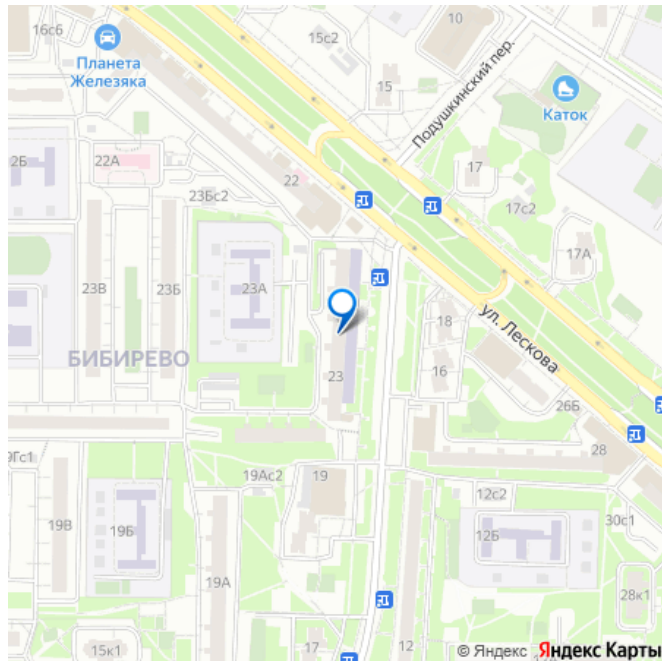 16с6
10
15с2
Планета
Железяка
15
Подушкинский пер.
Каток
2Б
22А
17
22
23Бс2
17с2
17А
23В
23Б
23А
18
ул. Лескова
БИБИРЕВО
16
23
26Б
28
9Гс1
19Ас2
19
12с2
19В
19Б
30с1
12Б
19А
28к1
15к1
17
12
© Яндекс Яндекс Карты